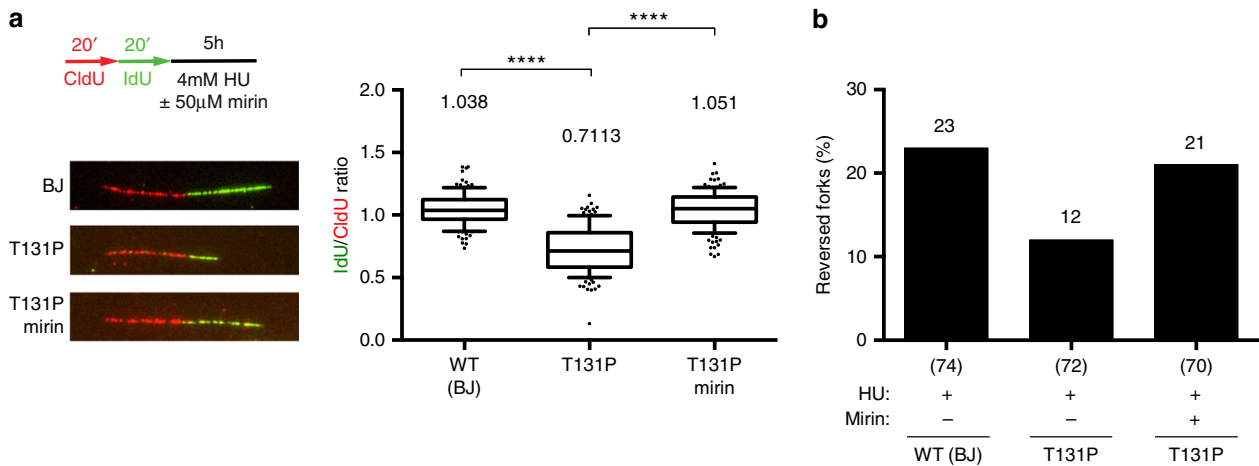 a
20′ 20′ 5h
CldU IdU 4mM HU
± 50µM mirin
BJ
T131P
T131P
mirin
****
****
IdU/CldU ratio
2.0
1.5
1.0
0.5
0.0
1.038
0.7113
1.051
WT
(BJ)
T131P
T131P
mirin
b
Reversed forks (%)
30
20
10
0
23
12
21
(74) (72) (70)
HU: + + +
Mirin: – – +
WT (BJ) T131P T131P